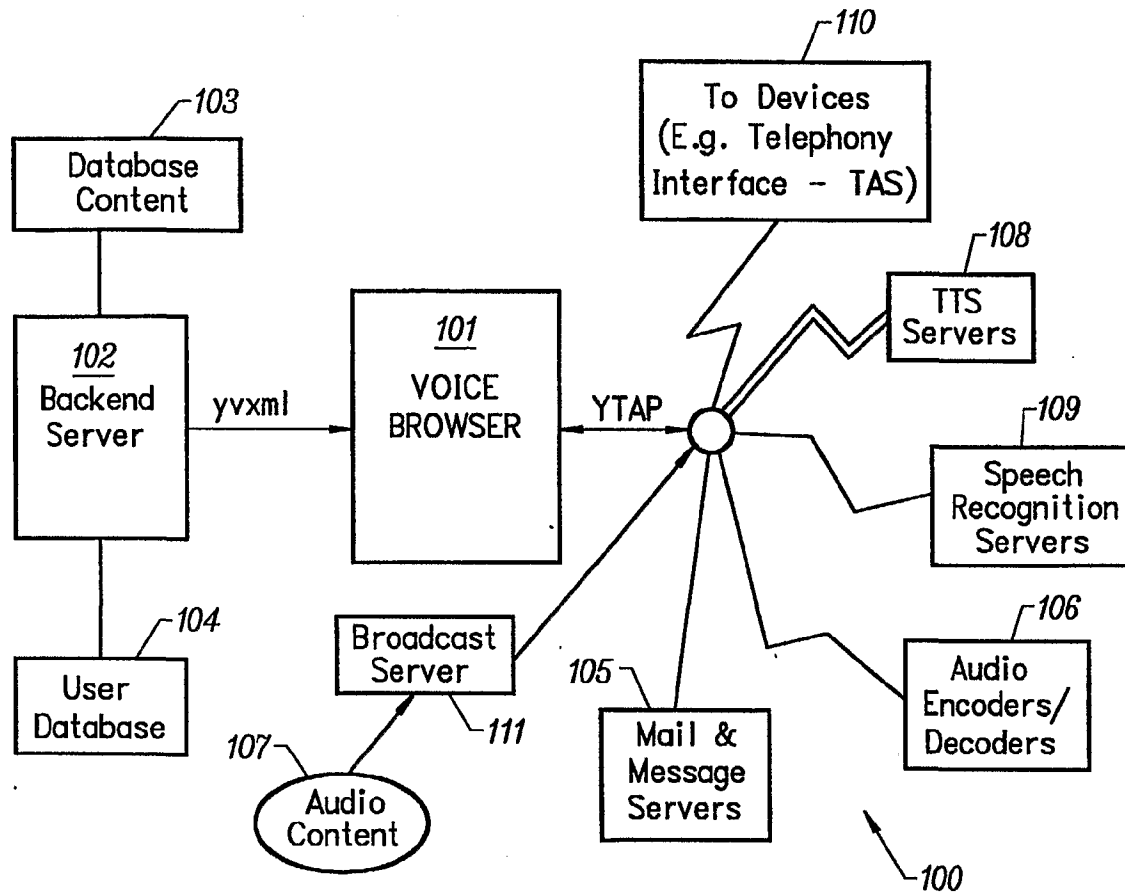 110
To Devices
(E.g. Telephony
Interface - TAS)
103
Database
Content
108
TTS
Servers
102
Backend
Server
yvxml
101
VOICE
BROWSER
YTAP
109
Speech
Recognition
Servers
104
User
Database
Broadcast
Server
111
107
Audio
Content
105
Mail &
Message
Servers
106
Audio
Encoders/
Decoders
100